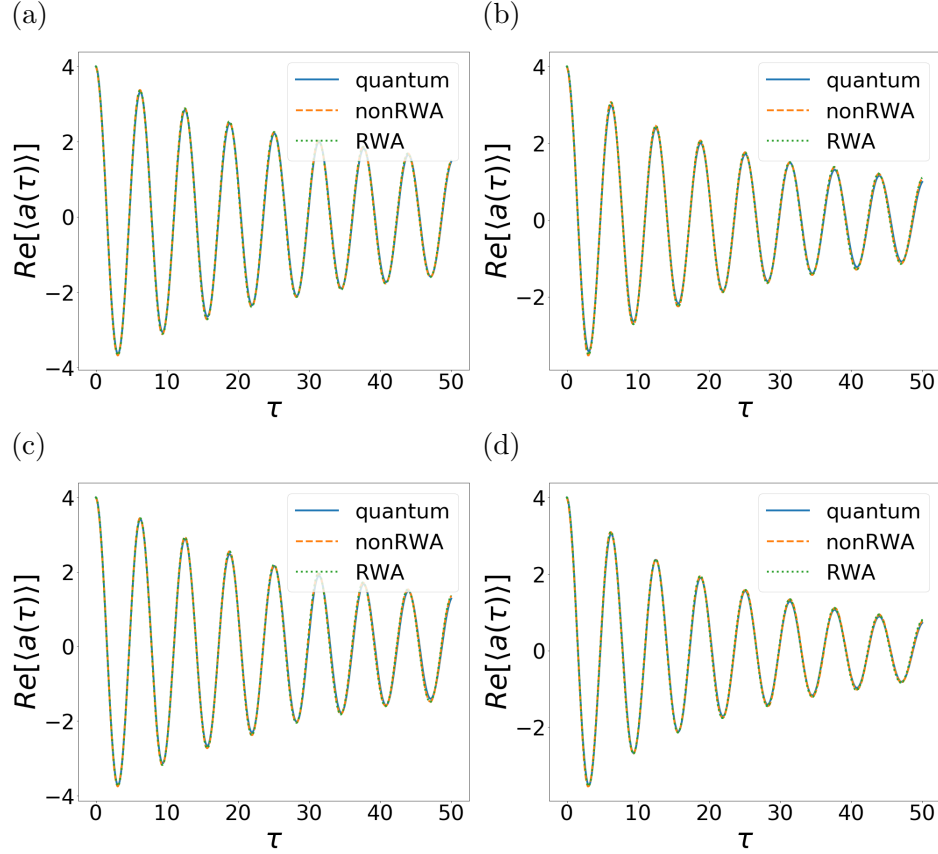 (a)
4
2
0
−2
−4
Re[⟨a(τ)⟩]
quantum
nonRWA
RWA
0 10 20 30 40 50
τ
(b)
4
2
0
−2
Re[⟨a(τ)⟩]
quantum
nonRWA
RWA
0 10 20 30 40 50
τ
(c)
4
2
0
−2
−4
Re[⟨a(τ)⟩]
quantum
nonRWA
RWA
0 10 20 30 40 50
τ
(d)
4
2
0
−2
Re[⟨a(τ)⟩]
quantum
nonRWA
RWA
0 10 20 30 40 50
τ